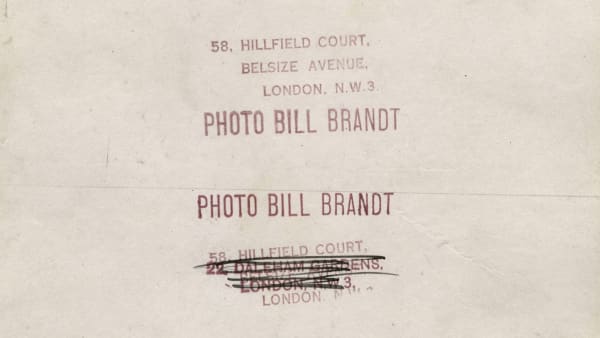 58, HILLFIELD COURT,
BELSIZE AVENUE,
LONDON, N.W.3.
PHOTO BILL BRANDT
PHOTO BILL BRANDT
58, HILLFIELD COURT,
22 DALEHAM GARDENS,
LONDON, N.W.3,
LONDON.